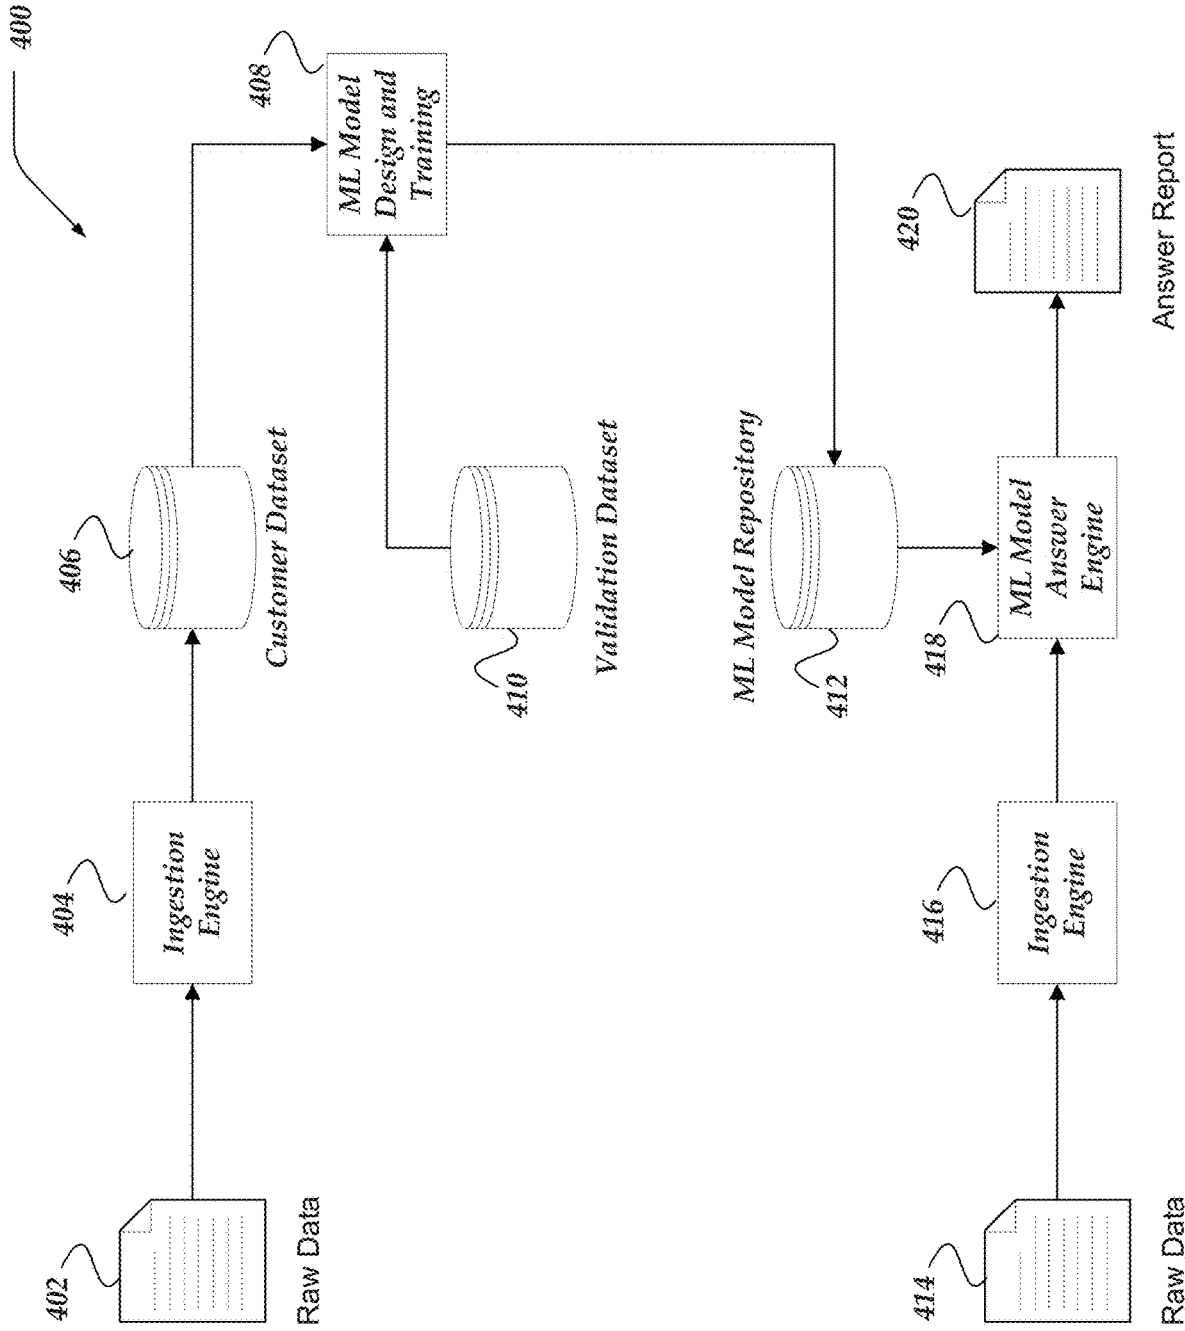 400
402
Raw Data
404
Ingestion
Engine
406
Customer Dataset
408
ML Model
Design and
Training
410
Validation Dataset
ML Model Repository
412
414
Raw Data
416
Ingestion
Engine
418
ML Model
Answer
Engine
420
Answer Report